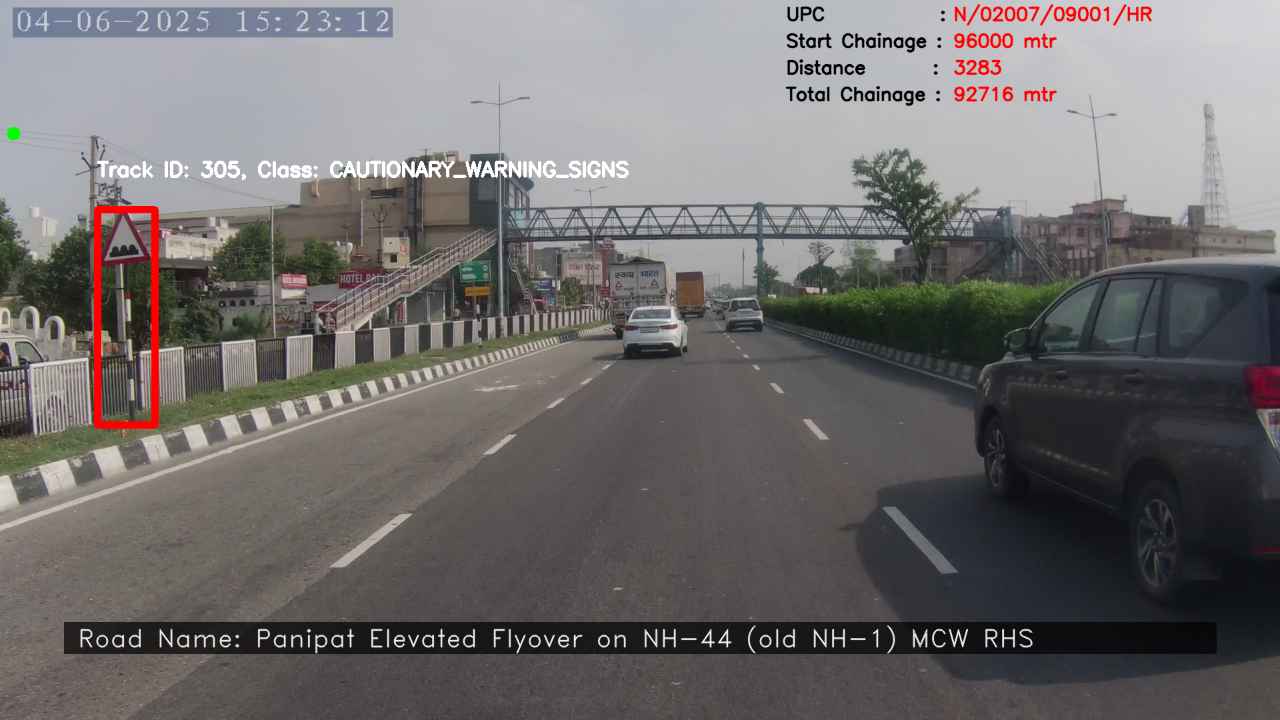 04-06-2025 15:23:12
UPC : N/02007/09001/HR
Start Chainage : 96000 mtr
Distance : 3283
Total Chainage : 92716 mtr
Track ID: 305, Class: CAUTIONARY_WARNING_SIGNS
HOTEL
Road Name: Panipat Elevated Flyover on NH-44 (old NH-1) MCW RHS